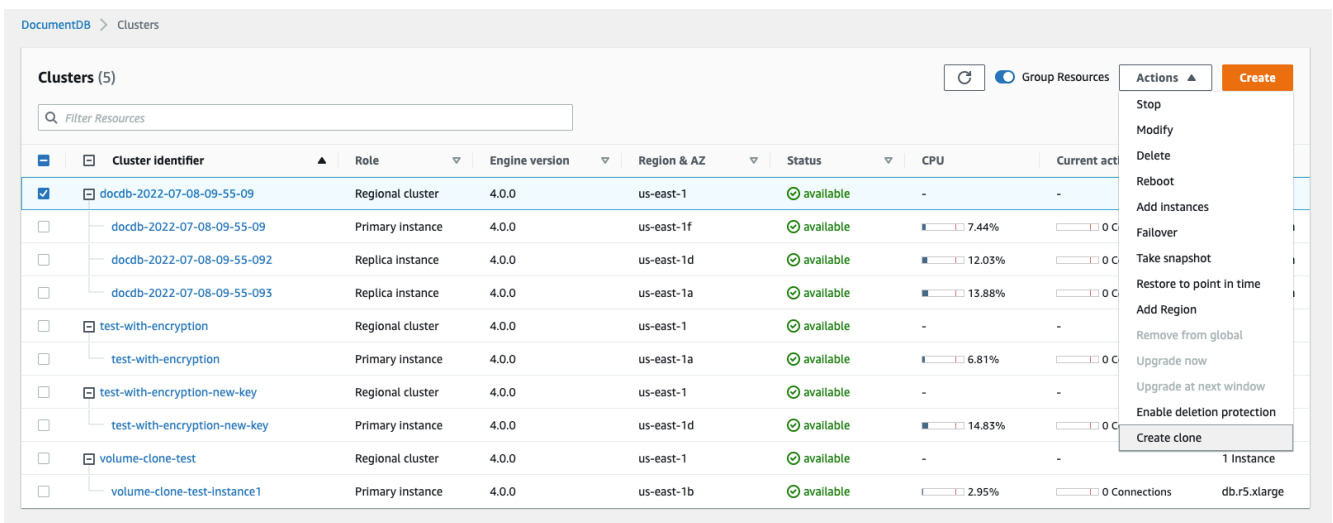 DocumentDB > Clusters
Clusters (5)
Group Resources
Actions ▲
Create
Filter Resources
Stop
Modify
Delete
Reboot
Add instances
Failover
Take snapshot
Restore to point in time
Add Region
Remove from global
Upgrade now
Upgrade at next window
Enable deletion protection
Create clone
Cluster identifier Role Engine version Region & AZ Status CPU Current acti
docdb-2022-07-08-09-55-09 Regional cluster 4.0.0 us-east-1 available - -
docdb-2022-07-08-09-55-09 Primary instance 4.0.0 us-east-1f available 7.44% 0 C
docdb-2022-07-08-09-55-092 Replica instance 4.0.0 us-east-1d available 12.03% 0 C
docdb-2022-07-08-09-55-093 Replica instance 4.0.0 us-east-1a available 13.88% 0 C
test-with-encryption Regional cluster 4.0.0 us-east-1 available - -
test-with-encryption Primary instance 4.0.0 us-east-1a available 6.81% 0 C
test-with-encryption-new-key Regional cluster 4.0.0 us-east-1 available - -
test-with-encryption-new-key Primary instance 4.0.0 us-east-1d available 14.83% 0 C
volume-clone-test Regional cluster 4.0.0 us-east-1 available - - 1 Instance
volume-clone-test-instance1 Primary instance 4.0.0 us-east-1b available 2.95% 0 Connections db.r5.xlarge